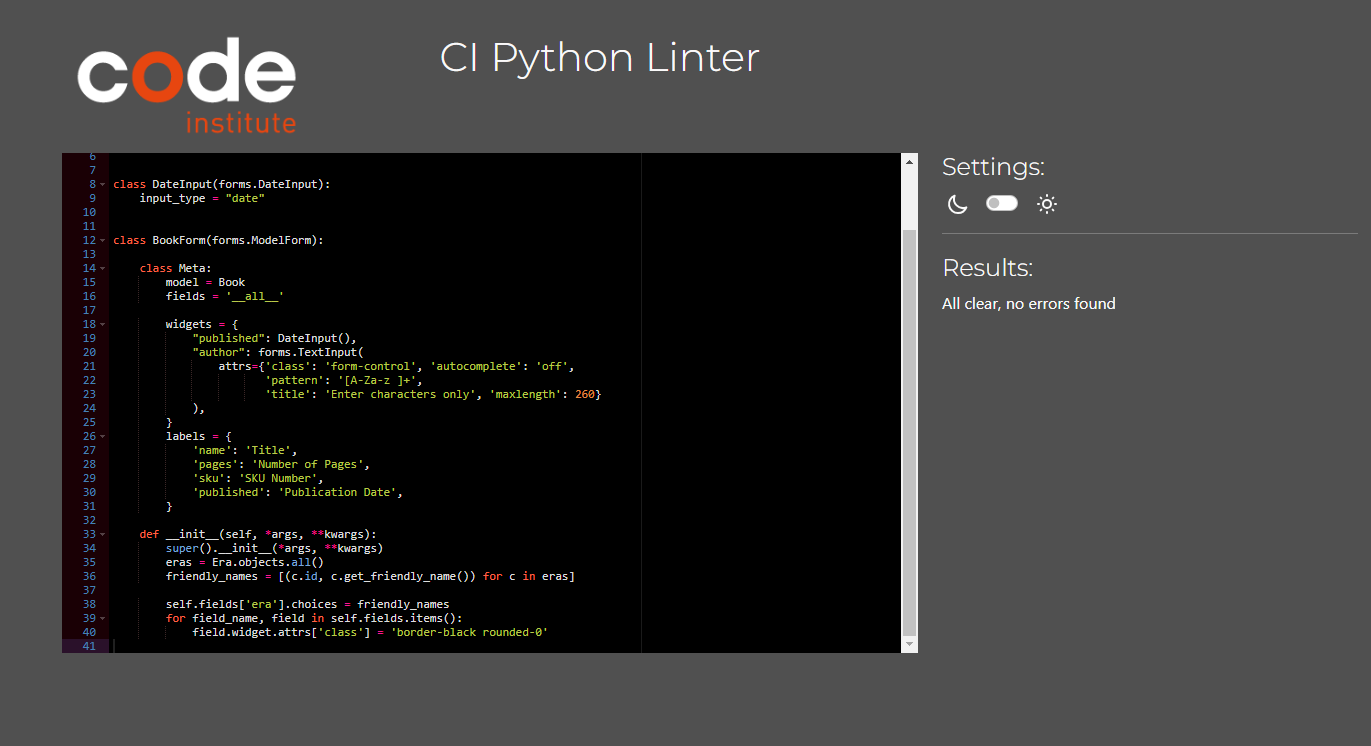 code
institute
CI Python Linter
6
7
8 class DateInput(forms.DateInput):
9     input_type = "date"
10
11
12 class BookForm(forms.ModelForm):
13
14     class Meta:
15         model = Book
16         fields = '__all__'
17
18         widgets = {
19             "published": DateInput(),
20             "author": forms.TextInput(
21                 attrs={'class': 'form-control', 'autocomplete': 'off',
22                        'pattern': '[A-Za-z ]+',
23                        'title': 'Enter characters only', 'maxlength': 260}
24             ),
25         }
26         labels = {
27             'name': 'Title',
28             'pages': 'Number of Pages',
29             'sku': 'SKU Number',
30             'published': 'Publication Date',
31         }
32
33     def __init__(self, *args, **kwargs):
34         super().__init__(*args, **kwargs)
35         eras = Era.objects.all()
36         friendly_names = [(c.id, c.get_friendly_name()) for c in eras]
37
38         self.fields['era'].choices = friendly_names
39         for field_name, field in self.fields.items():
40             field.widget.attrs['class'] = 'border-black rounded-0'
41
Settings:
Results:
All clear, no errors found